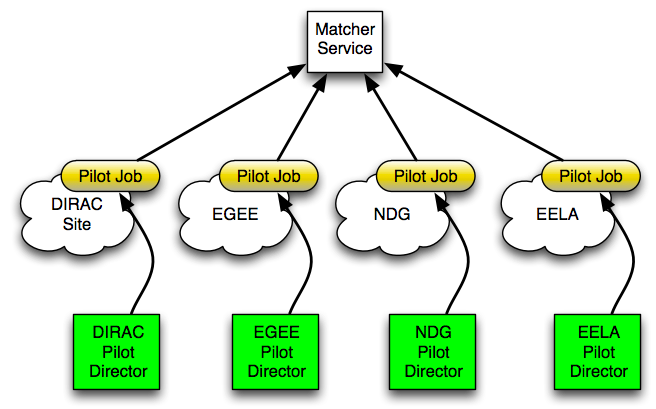 Matcher
Service
Pilot Job
Pilot Job
Pilot Job
Pilot Job
DIRAC
Site
EGEE
NDG
EELA
DIRAC
Pilot
Director
EGEE
Pilot
Director
NDG
Pilot
Director
EELA
Pilot
Director